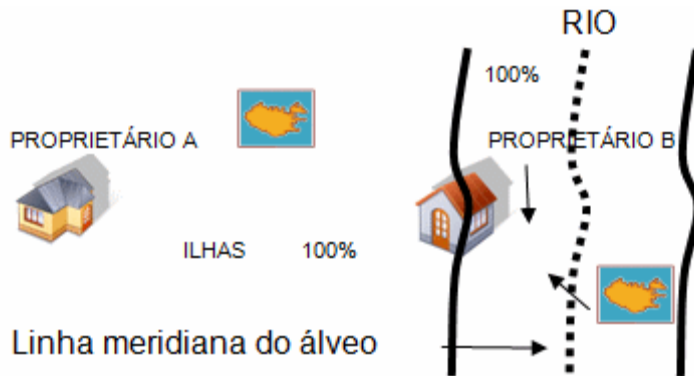 RIO
100%
PROPRIETÁRIO A
PROPRIETÁRIO B
ILHAS
100%
Linha meridiana do álveo